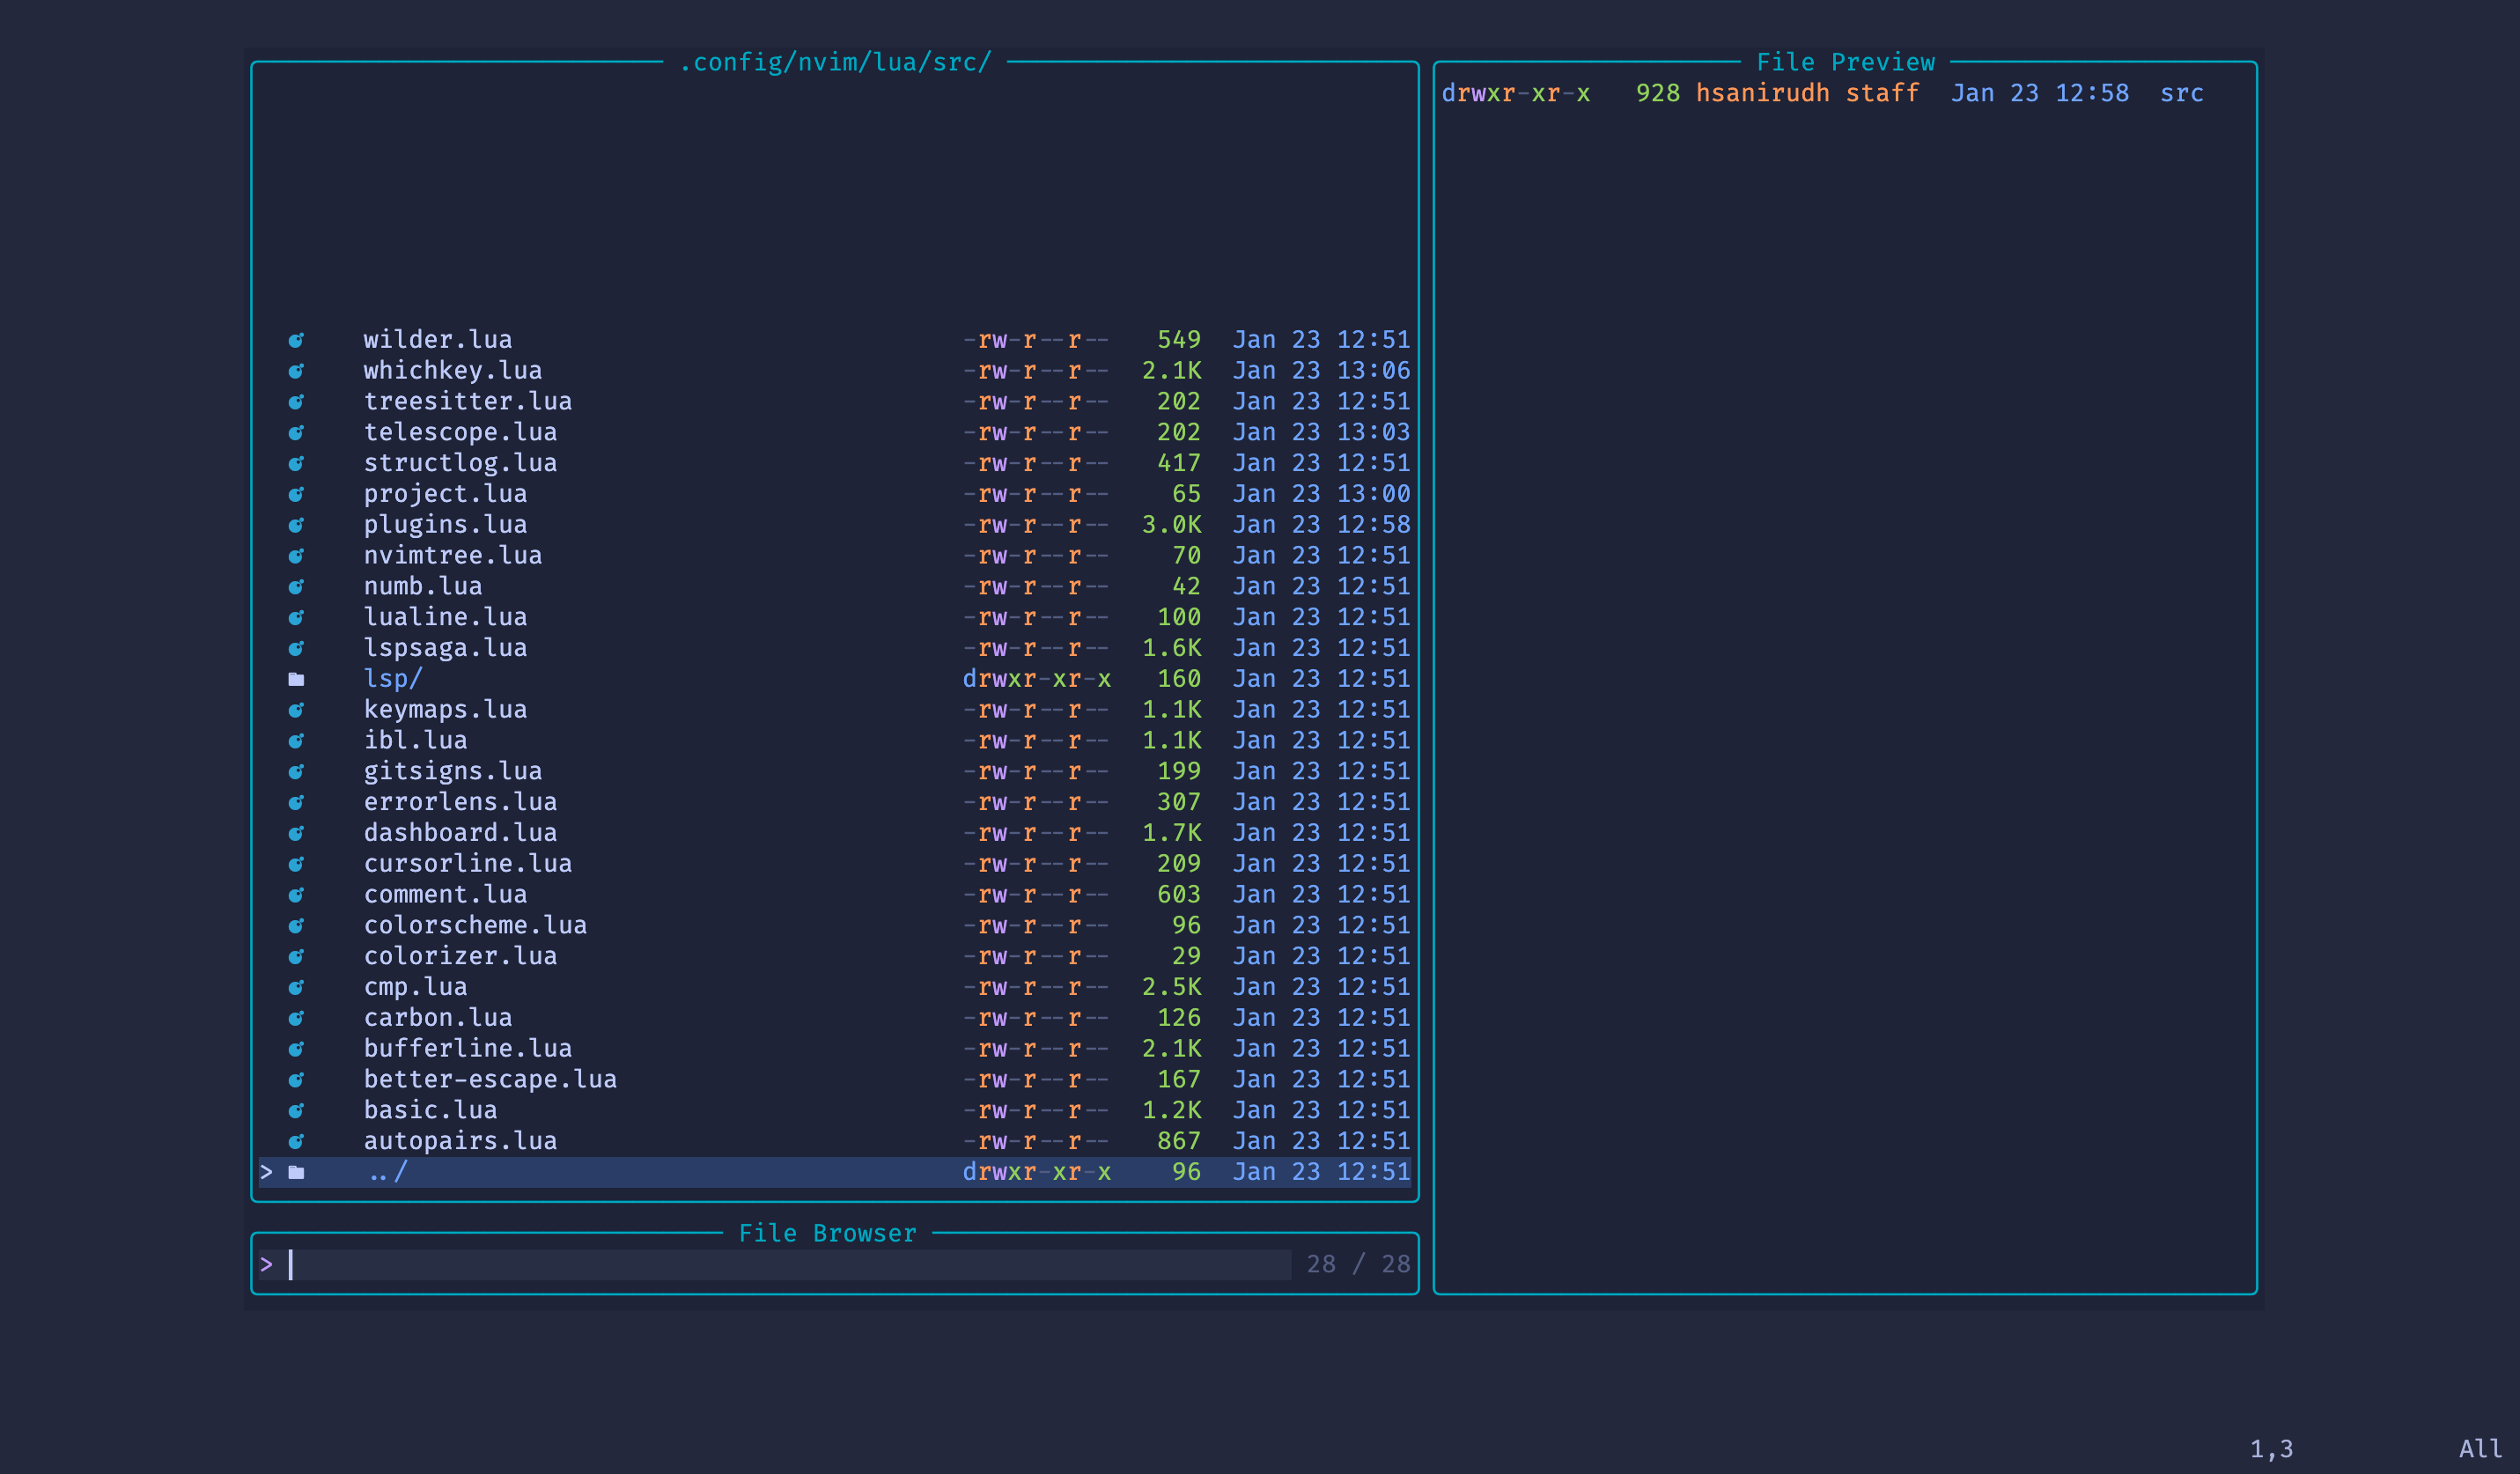 .config/nvim/lua/src/
wilder.lua -rw-r--r-- 549 Jan 23 12:51
whichkey.lua -rw-r--r-- 2.1K Jan 23 13:06
treesitter.lua -rw-r--r-- 202 Jan 23 12:51
telescope.lua -rw-r--r-- 202 Jan 23 13:03
structlog.lua -rw-r--r-- 417 Jan 23 12:51
project.lua -rw-r--r-- 65 Jan 23 13:00
plugins.lua -rw-r--r-- 3.0K Jan 23 12:58
nvimtree.lua -rw-r--r-- 70 Jan 23 12:51
numb.lua -rw-r--r-- 42 Jan 23 12:51
lualine.lua -rw-r--r-- 100 Jan 23 12:51
lspsaga.lua -rw-r--r-- 1.6K Jan 23 12:51
lsp/ drwxr-xr-x 160 Jan 23 12:51
keymaps.lua -rw-r--r-- 1.1K Jan 23 12:51
ibl.lua -rw-r--r-- 1.1K Jan 23 12:51
gitsigns.lua -rw-r--r-- 199 Jan 23 12:51
errorlens.lua -rw-r--r-- 307 Jan 23 12:51
dashboard.lua -rw-r--r-- 1.7K Jan 23 12:51
cursorline.lua -rw-r--r-- 209 Jan 23 12:51
comment.lua -rw-r--r-- 603 Jan 23 12:51
colorscheme.lua -rw-r--r-- 96 Jan 23 12:51
colorizer.lua -rw-r--r-- 29 Jan 23 12:51
cmp.lua -rw-r--r-- 2.5K Jan 23 12:51
carbon.lua -rw-r--r-- 126 Jan 23 12:51
bufferline.lua -rw-r--r-- 2.1K Jan 23 12:51
better-escape.lua -rw-r--r-- 167 Jan 23 12:51
basic.lua -rw-r--r-- 1.2K Jan 23 12:51
autopairs.lua -rw-r--r-- 867 Jan 23 12:51
> ../ drwxr-xr-x 96 Jan 23 12:51
File Browser
> 28 / 28
File Preview
drwxr-xr-x 928 hsanirudh staff Jan 23 12:58 src
1,3 All